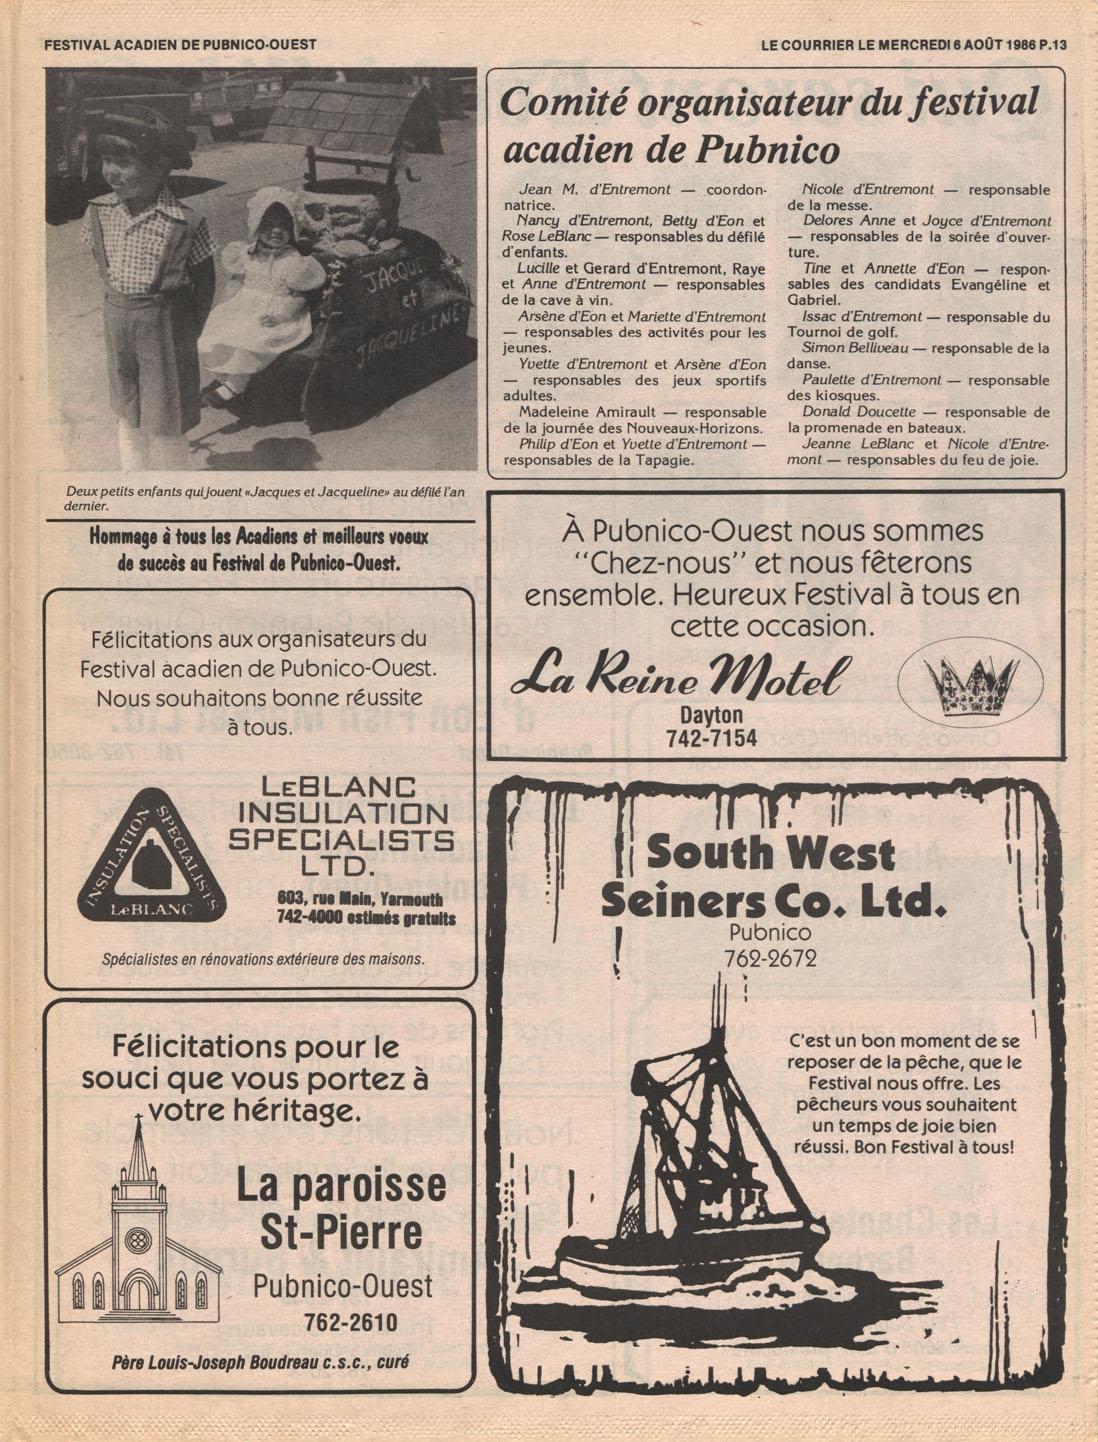 FESTIVAL ACADIEN DE PUBNICO-OUEST
LE COURRIER LE MERCREDI 6 AOÛT 1986 P.13
JACQUE
et
JACQUELINE
Deux petits enfants qui jouent «Jacques et Jacqueline» au défilé l'an
dernier.
Hommage à tous les Acadiens et meilleurs voeux
de succès au Festival de Pubnico-Ouest.
Félicitations aux organisateurs du
Festival acadien de Pubnico-Ouest.
Nous souhaitons bonne réussite
à tous.
INSULATION SPECIALISTS
LeBLANC
LeBLANC
INSULATION
SPECIALISTS
LTD.
603, rue Main, Yarmouth
742-4000 estimés gratuits
Spécialistes en rénovations extérieure des maisons.
Félicitations pour le
souci que vous portez à
votre héritage.
La paroisse
St-Pierre
Pubnico-Ouest
762-2610
Père Louis-Joseph Boudreau c.s.c., curé
Comité organisateur du festival
acadien de Pubnico
Jean M. d'Entremont — coordon-
natrice.
Nancy d'Entremont, Betty d'Eon et
Rose LeBlanc — responsables du défilé
d'enfants.
Lucille et Gerard d'Entremont, Raye
et Anne d'Entremont — responsables
de la cave à vin.
Arsène d'Eon et Mariette d'Entremont
— responsables des activités pour les
jeunes.
Yvette d'Entremont et Arsène d'Eon
— responsables des jeux sportifs
adultes.
Madeleine Amirault — responsable
de la journée des Nouveaux-Horizons.
Philip d'Eon et Yvette d'Entremont —
responsables de la Tapagie.
Nicole d'Entremont — responsable
de la messe.
Delores Anne et Joyce d'Entremont
— responsables de la soirée d'ouver-
ture.
Tine et Annette d'Eon — respon-
sables des candidats Evangéline et
Gabriel.
Issac d'Entremont — responsable du
Tournoi de golf.
Simon Belliveau — responsable de la
danse.
Paulette d'Entremont — responsable
des kiosques.
Donald Doucette — responsable de
la promenade en bateaux.
Jeanne LeBlanc et Nicole d'Entre-
mont — responsables du feu de joie.
À Pubnico-Ouest nous sommes
"Chez-nous" et nous fêterons
ensemble. Heureux Festival à tous en
cette occasion.
La Reine Motel
Dayton
742-7154
South West
Seiners Co. Ltd.
Pubnico
762-2672
C'est un bon moment de se
reposer de la pêche, que le
Festival nous offre. Les
pêcheurs vous souhaitent
un temps de joie bien
réussi. Bon Festival à tous!